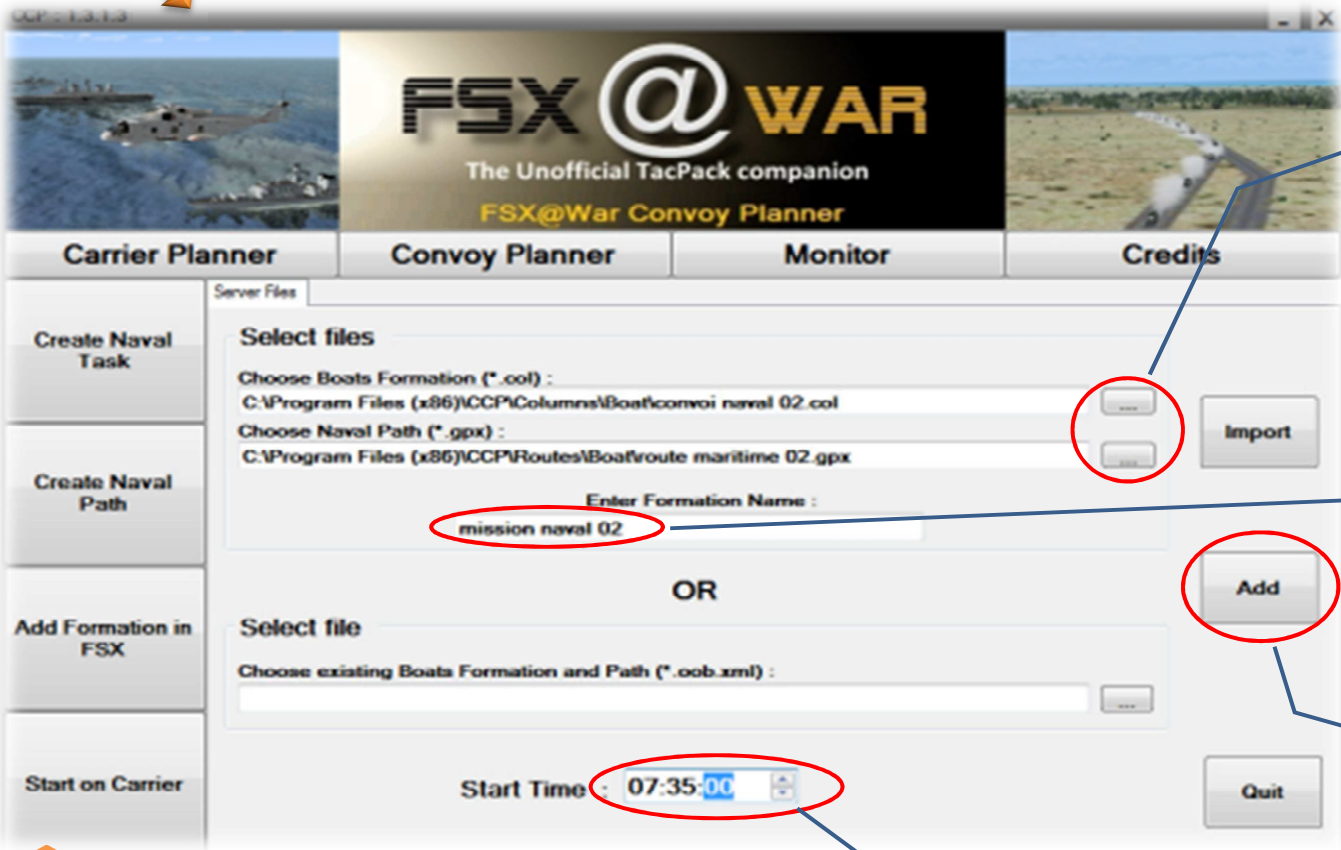 CCP : 1.3.1.3
FSX @ WAR
The Unofficial TacPack companion
FSX@War Convoy Planner
Carrier Planner
Convoy Planner
Monitor
Credits
Server Files
Create Naval
Task
Select files
Choose Boats Formation (*.col) :
C:\Program Files (x86)\CCP\Columns\Boat\convoi naval 02.col
...
Import
Choose Naval Path (*.gpx) :
C:\Program Files (x86)\CCP\Routes\Boat\route maritime 02.gpx
...
Create Naval
Path
Enter Formation Name :
mission naval 02
OR
Add
Add Formation in
FSX
Select file
Choose existing Boats Formation and Path (*.oob.xml) :
...
Start on Carrier
Start Time : 07:35:00
Quit